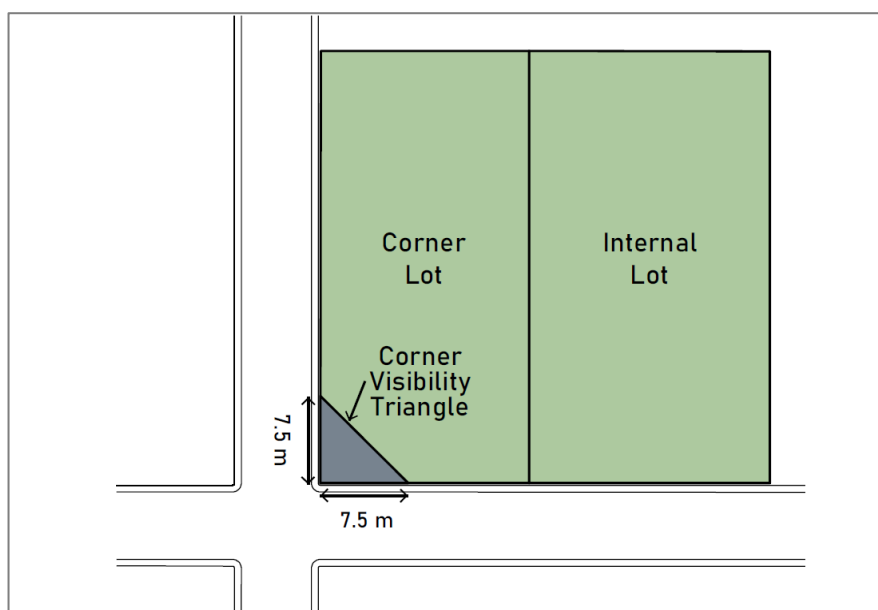 Corner
Lot
Internal
Lot
Corner
Visibility
Triangle
7.5 m
7.5 m